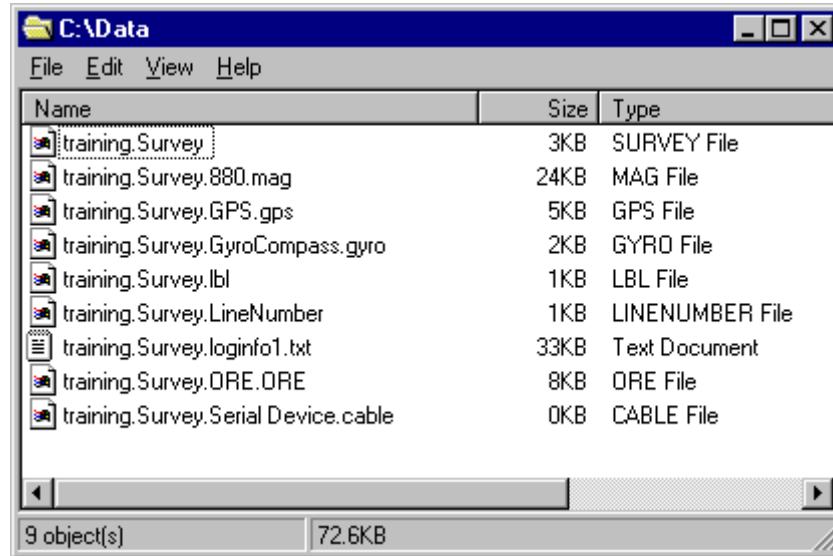 C:\Data
File Edit View Help
Name Size Type
training.Survey 3KB SURVEY File
training.Survey.880.mag 24KB MAG File
training.Survey.GPS.gps 5KB GPS File
training.Survey.GyroCompass.gyro 2KB GYRO File
training.Survey.lbl 1KB LBL File
training.Survey.LineNumber 1KB LINENUMBER File
training.Survey.loginfo1.txt 33KB Text Document
training.Survey.ORE.ORE 8KB ORE File
training.Survey.Serial Device.cable 0KB CABLE File
9 object(s) 72.6KB